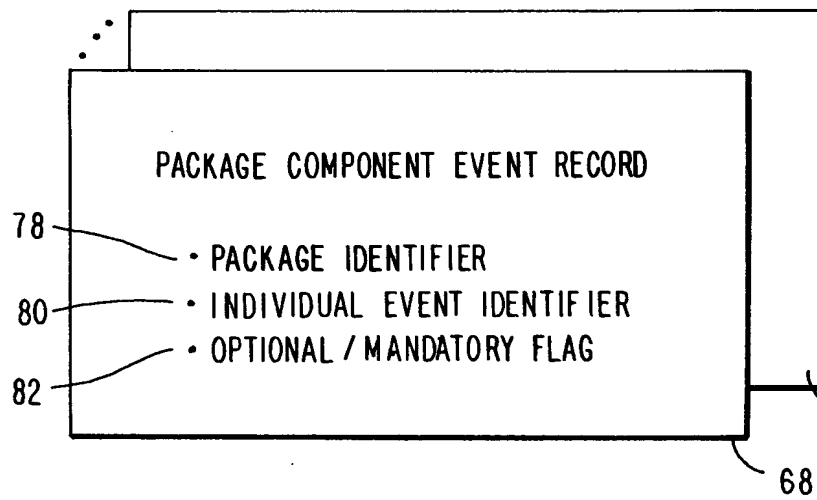 PACKAGE COMPONENT EVENT RECORD
78
• PACKAGE IDENTIFIER
80
• INDIVIDUAL EVENT IDENTIFIER
82
• OPTIONAL / MANDATORY FLAG
68